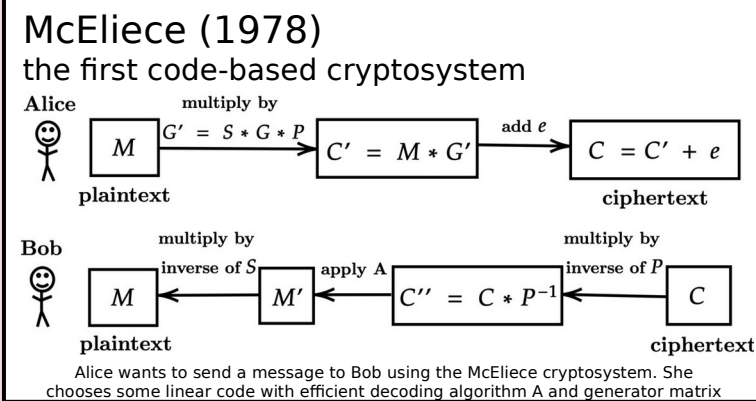 McEliece (1978)
the first code-based cryptosystem
Alice
multiply by
G′ = S * G * P
add e
M
C′ = M * G′
C = C′ + e
plaintext
ciphertext
Bob
multiply by
inverse of S
apply A
multiply by
inverse of P
M
M′
C′′ = C * P⁻¹
C
plaintext
ciphertext
Alice wants to send a message to Bob using the McEliece cryptosystem. She
chooses some linear code with efficient decoding algorithm A and generator matrix